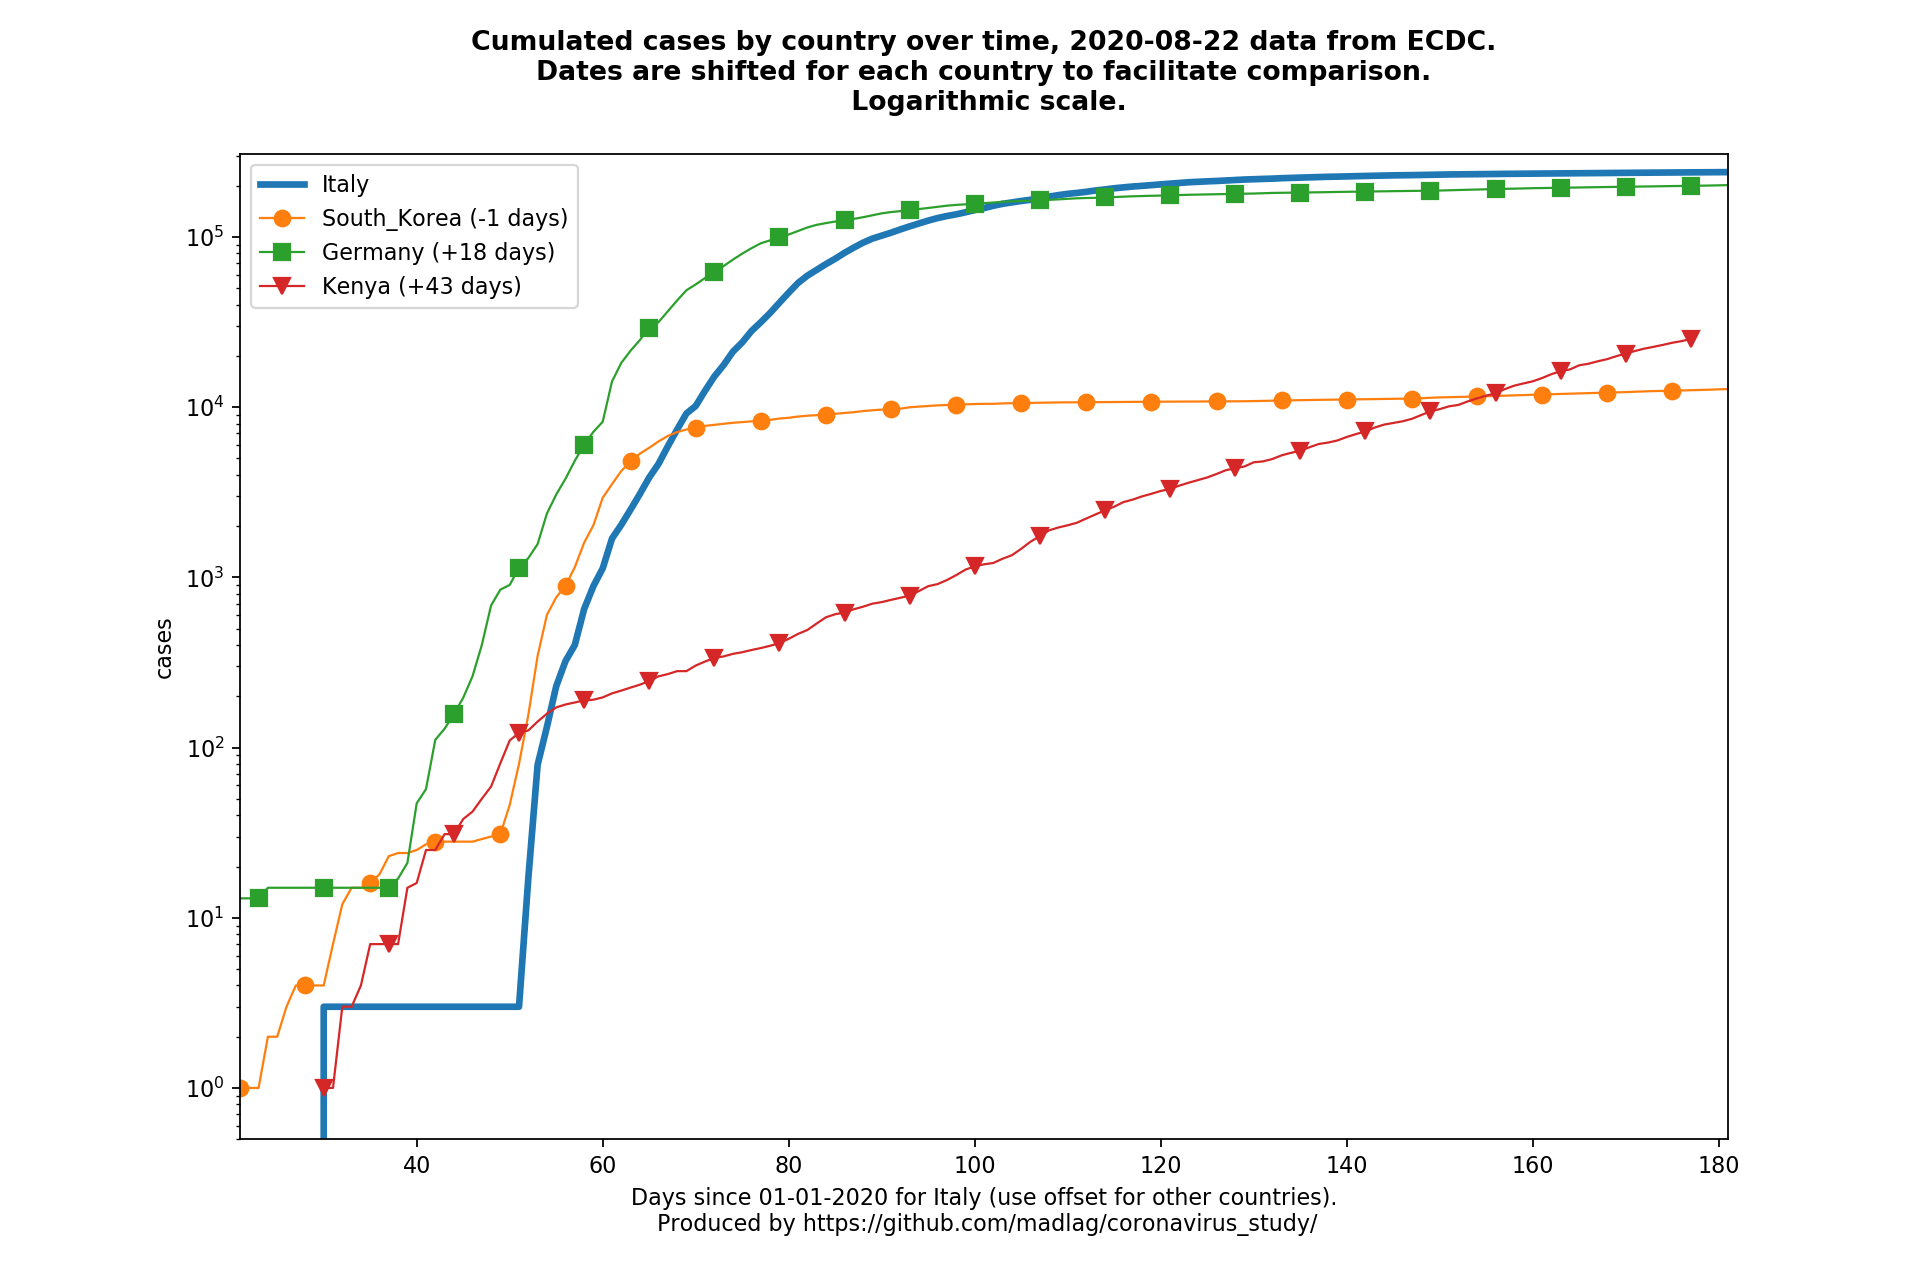 Cumulated cases by country over time, 2020-08-22 data from ECDC.
Dates are shifted for each country to facilitate comparison.
Logarithmic scale.
Italy
South_Korea (-1 days)
Germany (+18 days)
Kenya (+43 days)
10^5
10^4
10^3
10^2
10^1
10^0
cases
40 60 80 100 120 140 160 180
Days since 01-01-2020 for Italy (use offset for other countries).
Produced by https://github.com/madlag/coronavirus_study/